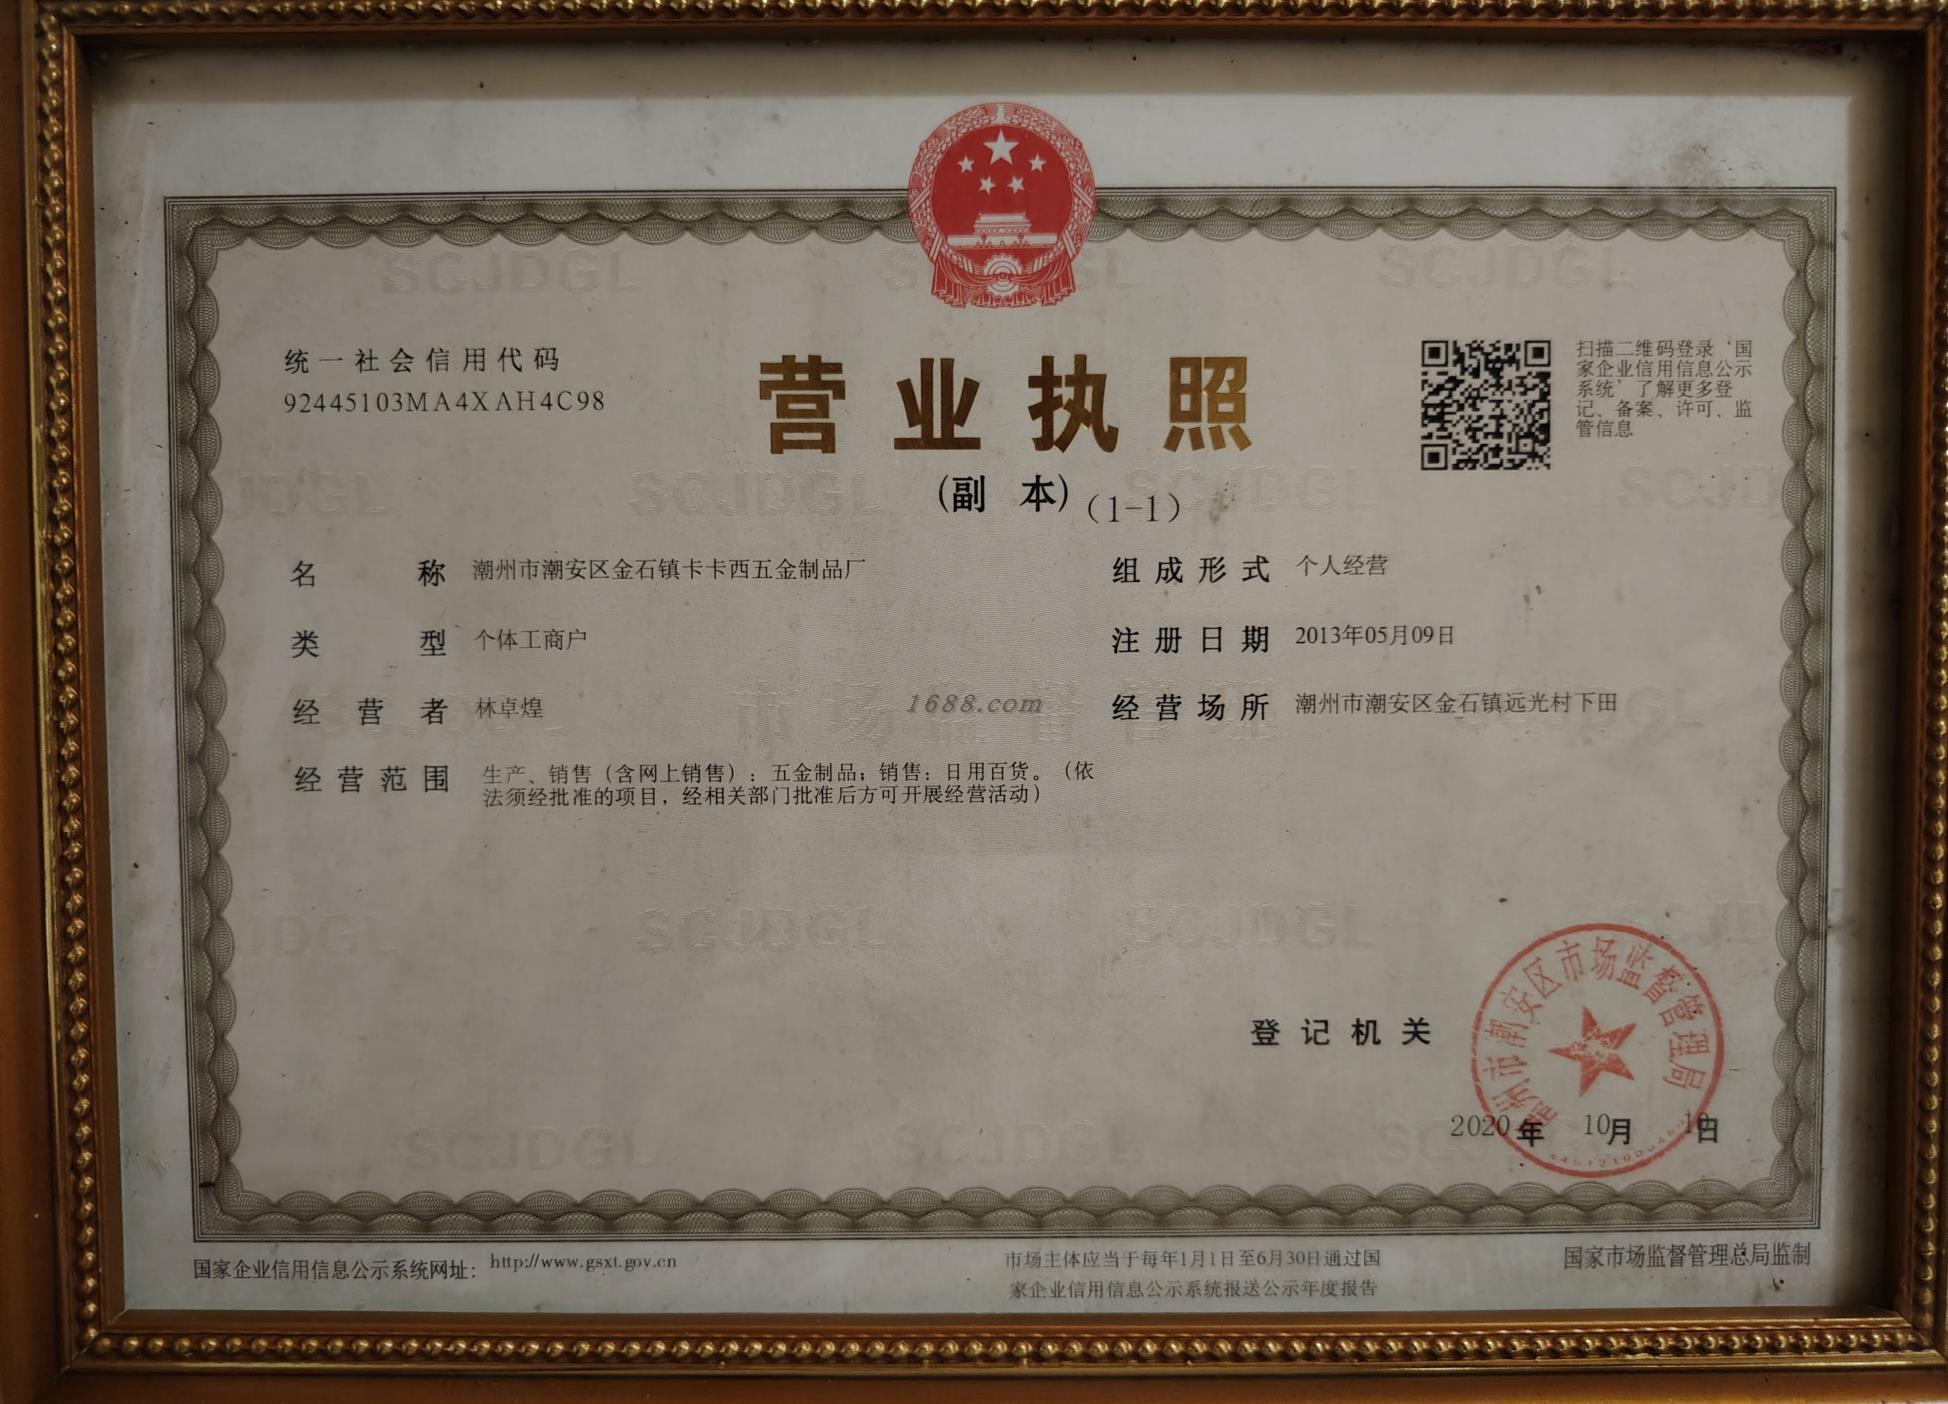 统一社会信用代码
92445103MA4XAH4C98
营业执照
(副 本) (1-1)
扫描二维码登录‘国
家企业信用信息公示
系统’了解更多登
记、备案、许可、监
管信息
名 称 潮州市潮安区金石镇卡卡西五金制品厂
组成形式 个人经营
类 型 个体工商户
注册日期 2013年05月09日
经营者 林卓煌
经营场所 潮州市潮安区金石镇远光村下田
1688.com
市场监督管理
经营范围 生产、销售（含网上销售）：五金制品；销售：日用百货。（依
法须经批准的项目，经相关部门批准后方可开展经营活动）
SCJDGL
登记机关
潮州市潮安区市场监督管理局
2020年 10月 日
国家企业信用信息公示系统网址： http://www.gsxt.gov.cn
市场主体应当于每年1月1日至6月30日通过国
家企业信用信息公示系统报送公示年度报告
国家市场监督管理总局监制